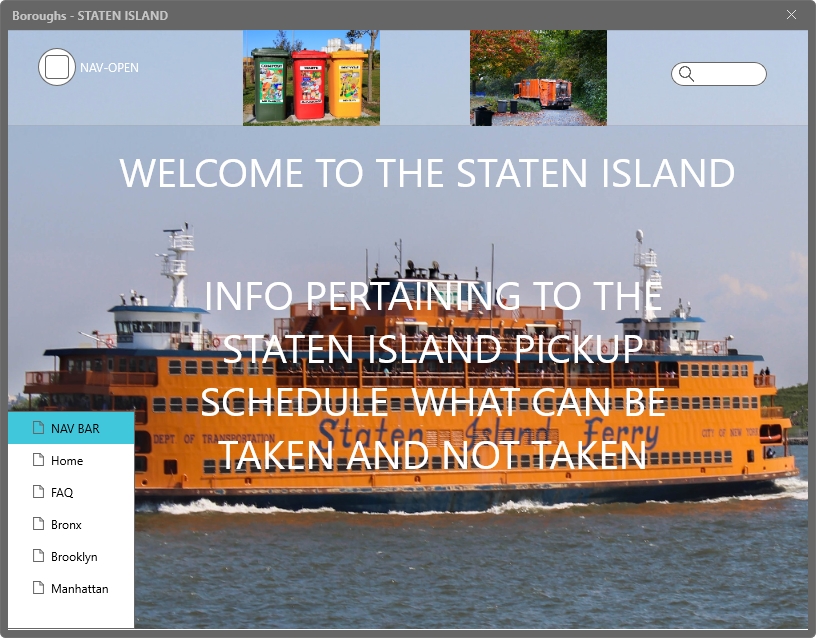 Boroughs - STATEN ISLAND
NAV-OPEN
WELCOME TO THE STATEN ISLAND
INFO PERTAINING TO THE
STATEN ISLAND PICKUP
SCHEDULE WHAT CAN BE
TAKEN AND NOT TAKEN
Staten Island Ferry
DEPT OF TRANSPORTATION
CITY OF NEW YORK
NAV BAR
Home
FAQ
Bronx
Brooklyn
Manhattan